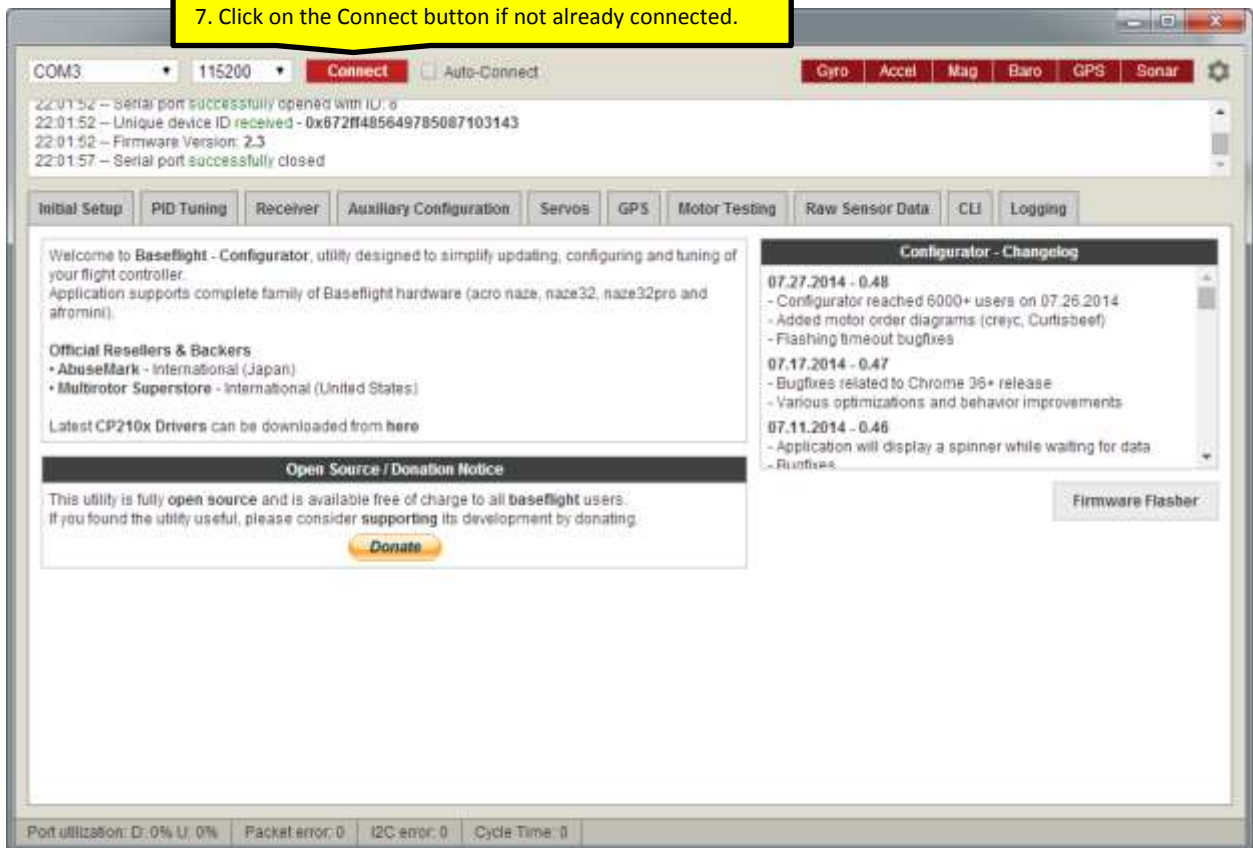 7. Click on the Connect button if not already connected.
COM3 115200 Connect Auto-Connect Gyro Accel Mag Baro GPS Sonar
22:01:52 -- Serial port successfully opened with ID: 8
22:01:52 -- Unique device ID received - 0x672ff485649785087103143
22:01:52 -- Firmware Version: 2.3
22:01:57 -- Serial port successfully closed
Initial Setup PID Tuning Receiver Auxiliary Configuration Servos GPS Motor Testing Raw Sensor Data CLI Logging
Welcome to Baseflight - Configurator, utility designed to simplify updating, configuring and tuning of
your flight controller.
Application supports complete family of Baseflight hardware (acro naze, naze32, naze32pro and
afromini).
Official Resellers & Backers
• AbuseMark - International (Japan)
• Multirotor Superstore - International (United States)
Latest CP210x Drivers can be downloaded from here
Open Source / Donation Notice
This utility is fully open source and is available free of charge to all baseflight users.
If you found the utility useful, please consider supporting its development by donating.
Donate
Configurator - Changelog
07.27.2014 - 0.48
- Configurator reached 6000+ users on 07.26.2014
- Added motor order diagrams (creyc, Curtisbeef)
- Flashing timeout bugfixes
07.17.2014 - 0.47
- Bugfixes related to Chrome 36+ release
- Various optimizations and behavior improvements
07.11.2014 - 0.46
- Application will display a spinner while waiting for data
- Bugfixes
Firmware Flasher
Port utilization: D: 0% U: 0% Packet error: 0 I2C error: 0 Cycle Time: 0